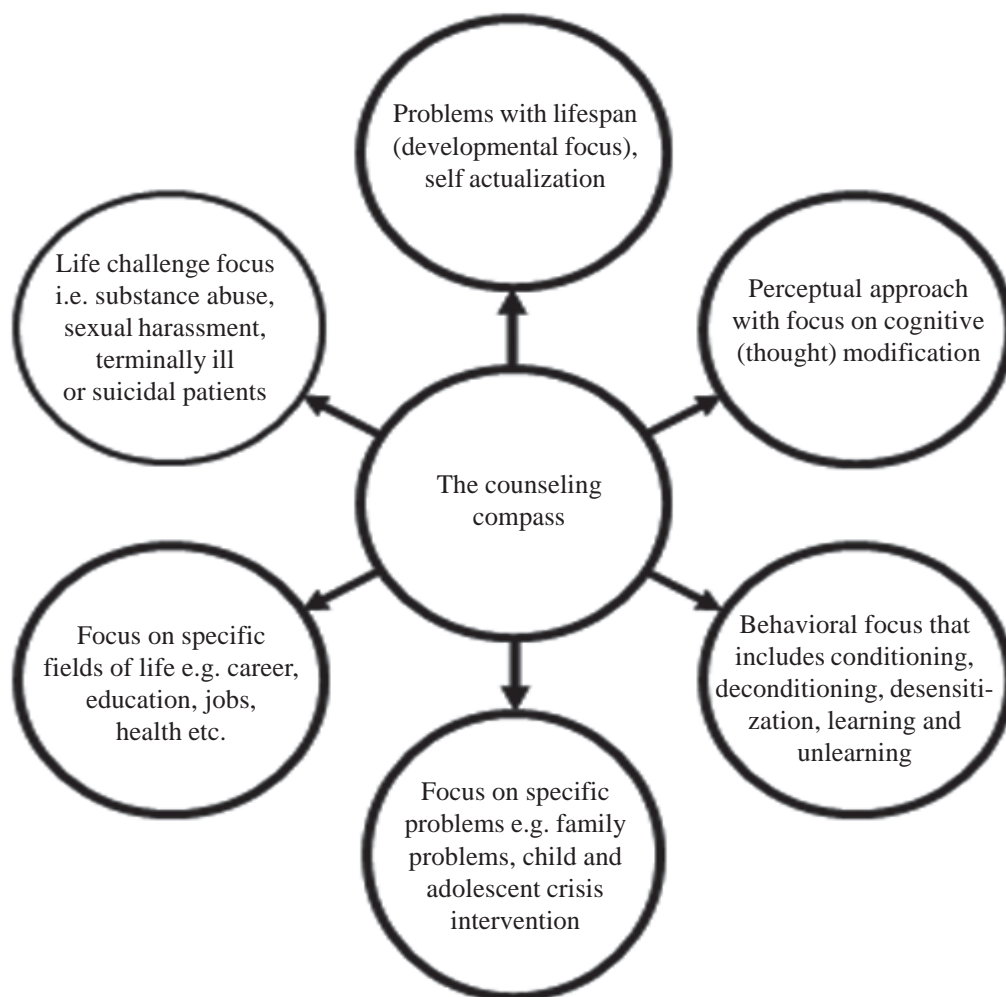 Problems with lifespan
(developmental focus),
self actualization
Life challenge focus
i.e. substance abuse,
sexual harassment,
terminally ill
or suicidal patients
Perceptual approach
with focus on cognitive
(thought) modification
The counseling
compass
Focus on specific
fields of life e.g. career,
education, jobs,
health etc.
Behavioral focus that
includes conditioning,
deconditioning, desensiti-
zation, learning and
unlearning
Focus on specific
problems e.g. family
problems, child and
adolescent crisis
intervention